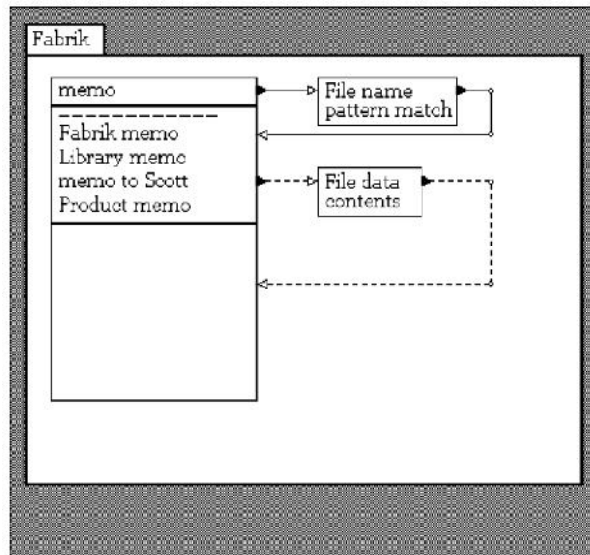 Fabrik
memo
File name
pattern match
Fabrik memo
Library memo
memo to Scott
Product memo
File data
contents